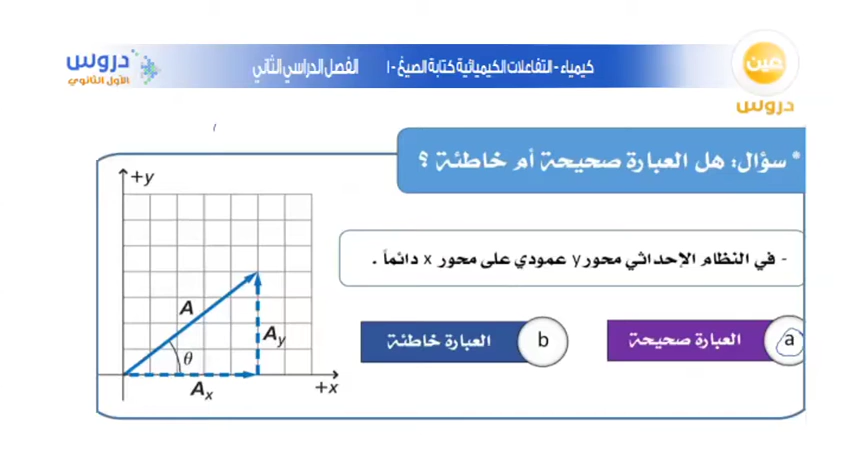 دروس
الأول الثانوي
كيمياء - التفاعلات الكيميائية كتابة الصيغ - ١
الفصل الدراسي الثاني
عين
دروس
* سؤال: هل العبارة صحيحة أم خاطئة ؟
- في النظام الإحداثي محور y عمودي على محور x دائماً .
a العبارة صحيحة
b العبارة خاطئة
+y
A
Ay
θ
Ax
+x